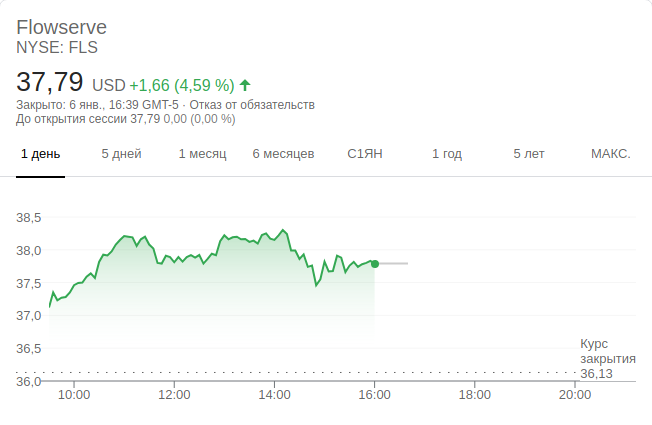 Flowserve
NYSE: FLS
37,79 USD +1,66 (4,59 %)
Закрыто: 6 янв., 16:39 GMT-5 · Отказ от обязательств
До открытия сессии 37,79 0,00 (0,00 %)
1 день 5 дней 1 месяц 6 месяцев С1ЯН 1 год 5 лет МАКС.
38,5
38,0
37,5
37,0
36,5
36,0
Курс
закрытия
36,13
10:00 12:00 14:00 16:00 18:00 20:00